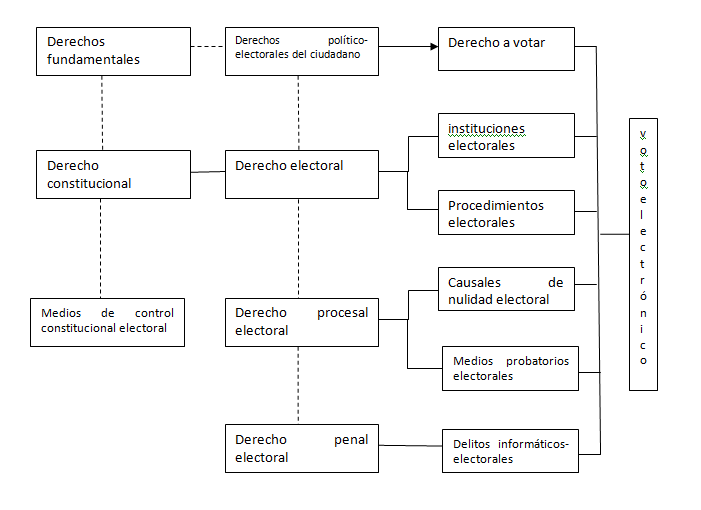 Derechos
fundamentales
Derechos político-
electorales del ciudadano
Derecho a votar
Derecho
constitucional
Derecho electoral
instituciones
electorales
Procedimientos
electorales
Medios de control
constitucional electoral
Derecho procesal
electoral
Causales de
nulidad electoral
Medios probatorios
electorales
Derecho penal
electoral
Delitos informáticos-
electorales
v
o
t
o
e
l
e
c
t
r
ó
n
i
c
o